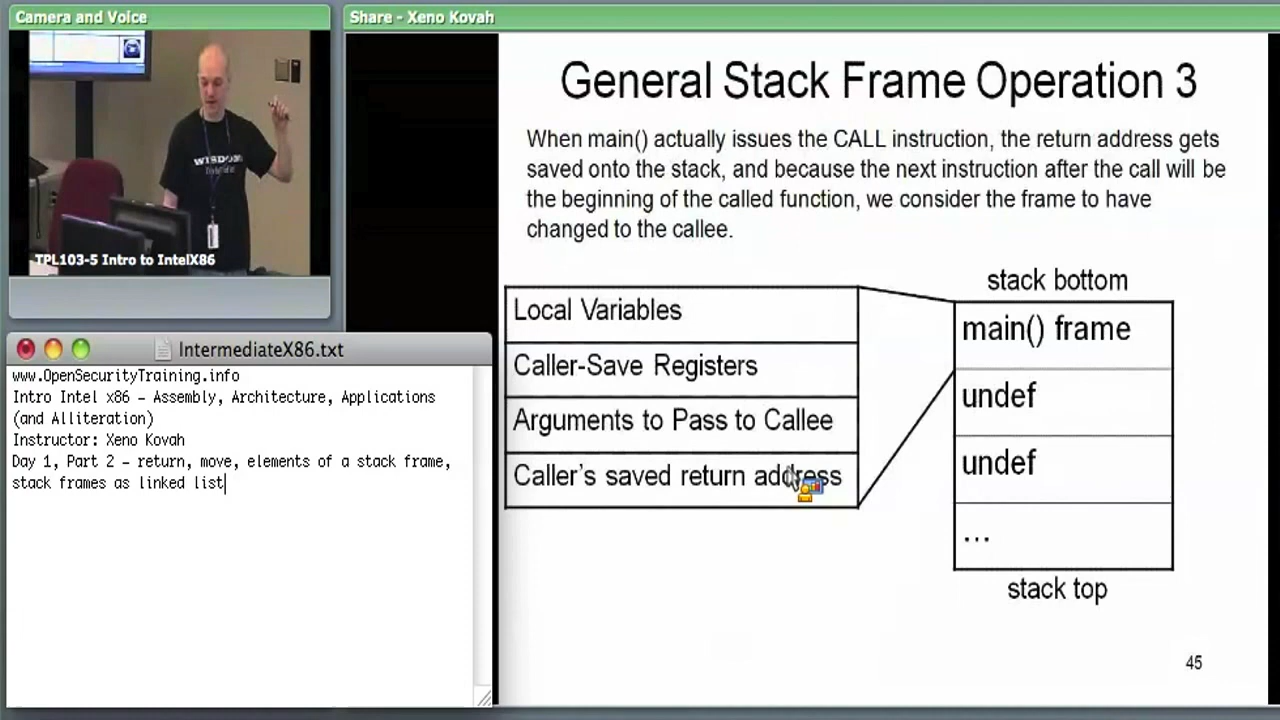 Camera and Voice
WISDOM
TPL103-5 Intro to IntelX86
IntermediateX86.txt
www.OpenSecurityTraining.info
Intro Intel x86 – Assembly, Architecture, Applications
(and Alliteration)
Instructor: Xeno Kovah
Day 1, Part 2 – return, move, elements of a stack frame,
stack frames as linked list
Share - Xeno Kovah
General Stack Frame Operation 3
When main() actually issues the CALL instruction, the return address gets
saved onto the stack, and because the next instruction after the call will be
the beginning of the called function, we consider the frame to have
changed to the callee.
Local Variables
Caller-Save Registers
Arguments to Pass to Callee
Caller's saved return address
stack bottom
main() frame
undef
undef
...
stack top
45